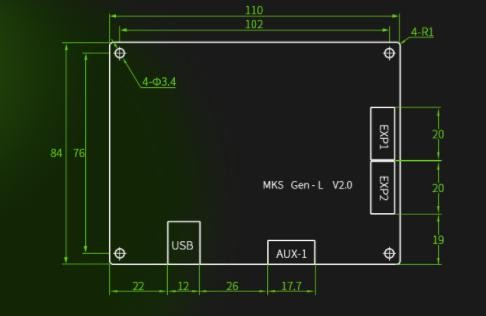 110
102
4-R1
4-Φ3.4
84
76
EXP1
20
MKS Gen-L V2.0
EXP2
20
USB
AUX-1
19
22
12
26
17.7